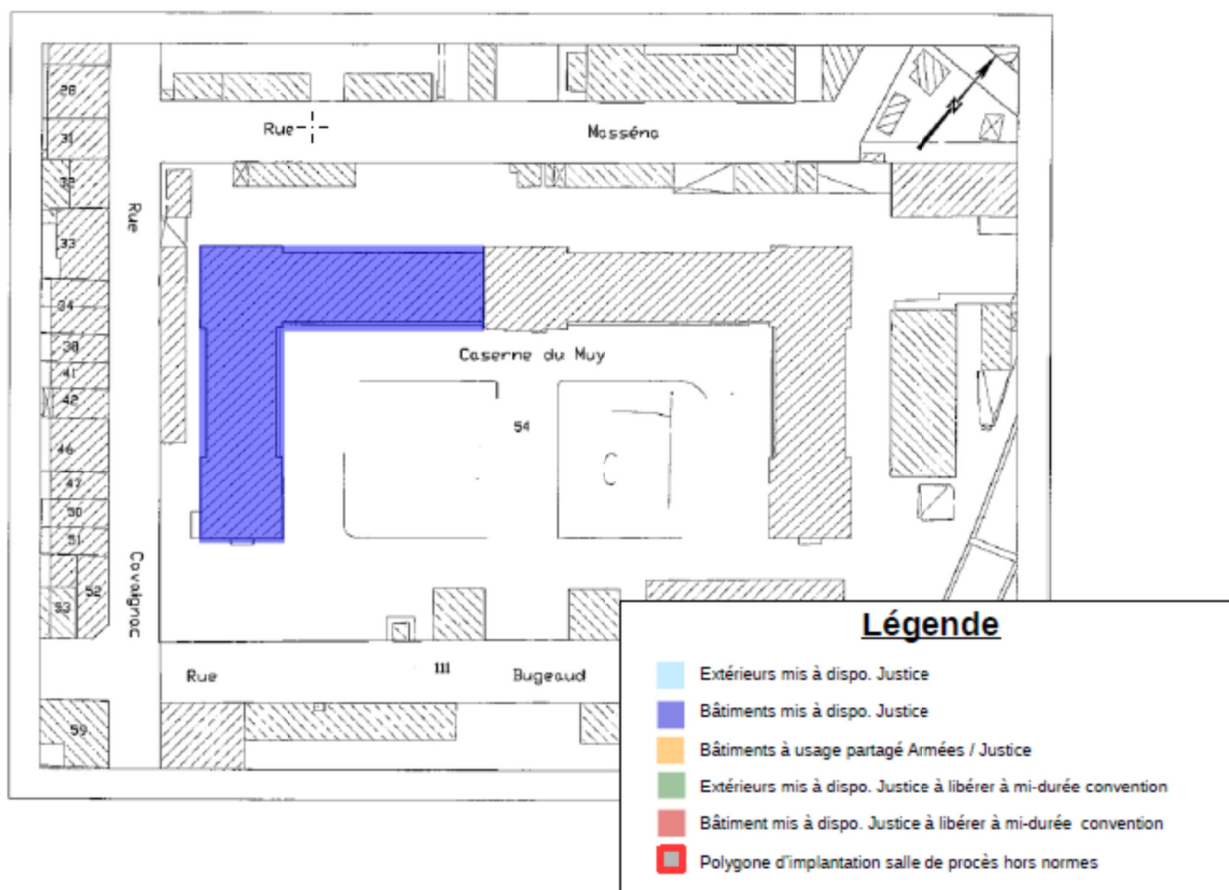 28
Rue Masséna
31
32
Rue
33
34
38
Caserne du Muy
41
42
54
46
47
50
51
Cavaignac
52
53
Rue 111 Bugeaud
59
Légende
Extérieurs mis à dispo. Justice
Bâtiments mis à dispo. Justice
Bâtiments à usage partagé Armées / Justice
Extérieurs mis à dispo. Justice à libérer à mi-durée convention
Bâtiment mis à dispo. Justice à libérer à mi-durée convention
Polygone d'implantation salle de procès hors normes